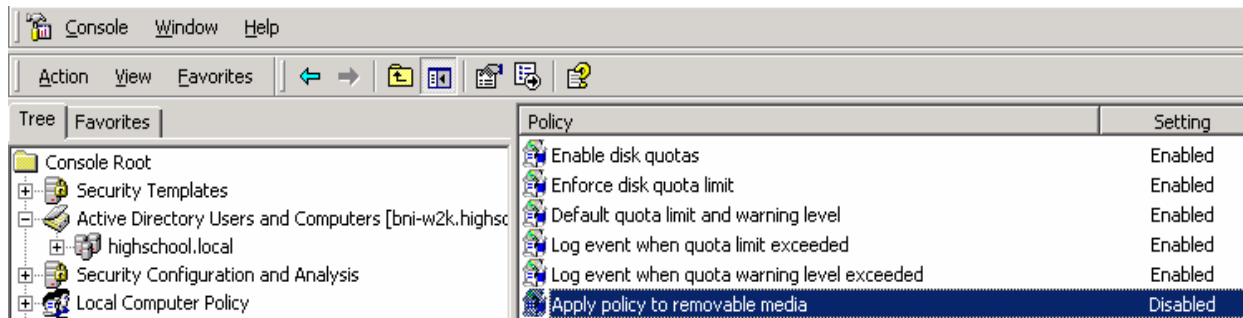 Console Window Help
Action View Favorites
Tree Favorites
Console Root
Security Templates
Active Directory Users and Computers [bni-w2k.highsc
highschool.local
Security Configuration and Analysis
Local Computer Policy
Policy Setting
Enable disk quotas Enabled
Enforce disk quota limit Enabled
Default quota limit and warning level Enabled
Log event when quota limit exceeded Enabled
Log event when quota warning level exceeded Enabled
Apply policy to removable media Disabled